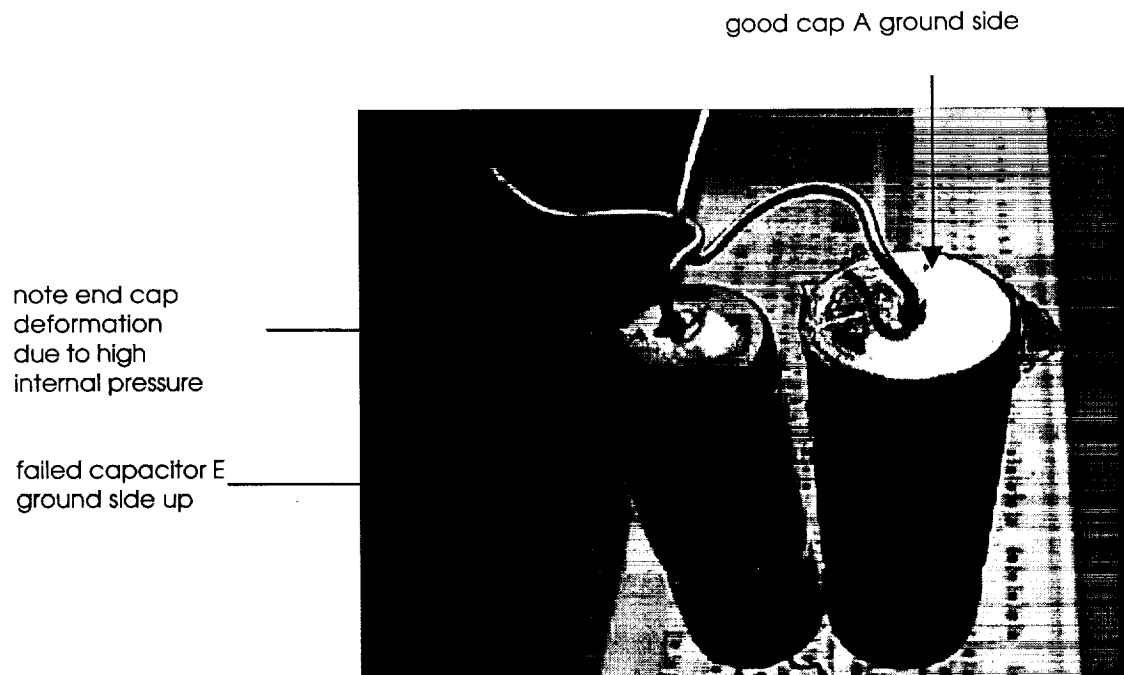 good cap A ground side
note end cap
deformation
due to high
internal pressure
failed capacitor E
ground side up